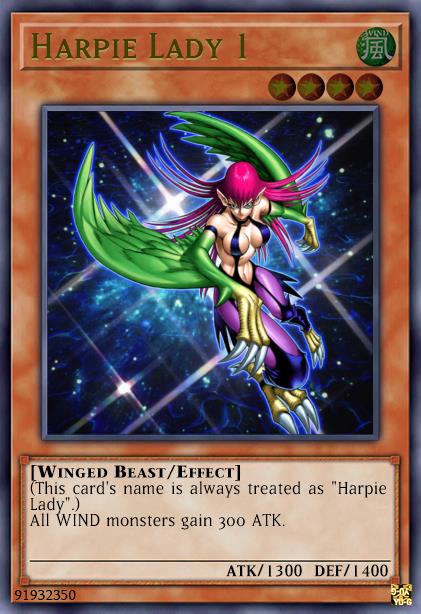 Harpie Lady 1
WIND
風
[Winged Beast/Effect]
(This card's name is always treated as "Harpie
Lady".)
All WIND monsters gain 300 ATK.
ATK/1300 DEF/1400
91932350